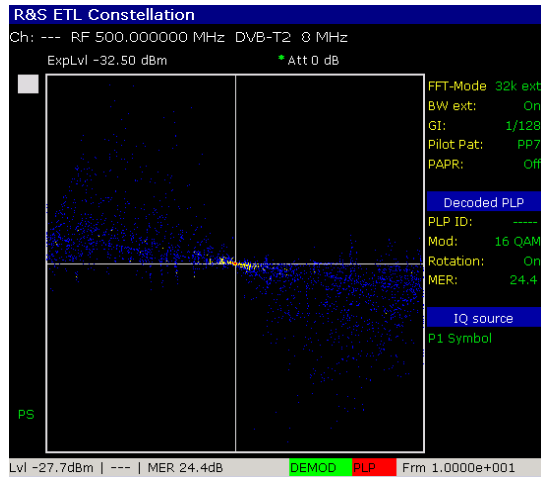 R&S ETL Constellation
Ch: --- RF 500.000000 MHz DVB-T2 8 MHz
ExpLvl -32.50 dBm *Att 0 dB
FFT-Mode 32k ext
BW ext: On
GI: 1/128
Pilot Pat: PP7
PAPR: Off
Decoded PLP
PLP ID: -----
Mod: 16 QAM
Rotation: On
MER: 24.4
IQ source
P1 Symbol
PS
Lvl -27.7dBm | --- | MER 24.4dB DEMOD PLP Frm 1.0000e+001